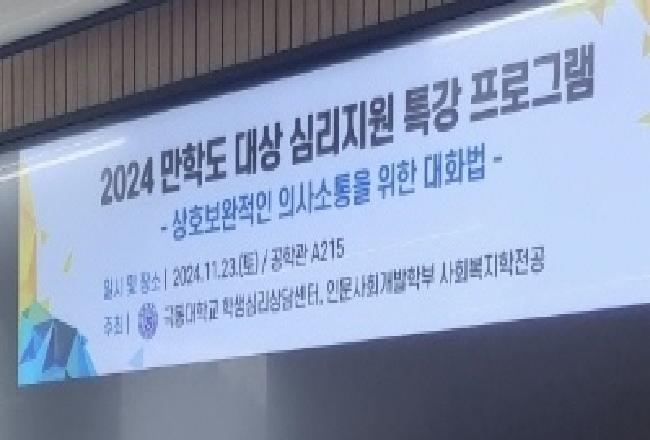 2024 만학도 대상 심리지원 특강 프로그램
- 상호보완적인 의사소통을 위한 대화법 -
일시 및 장소 | 2024.11.23.(토) / 공학관 A215
주최 | 극동대학교 학생심리상담센터, 인문사회개발학부 사회복지학전공